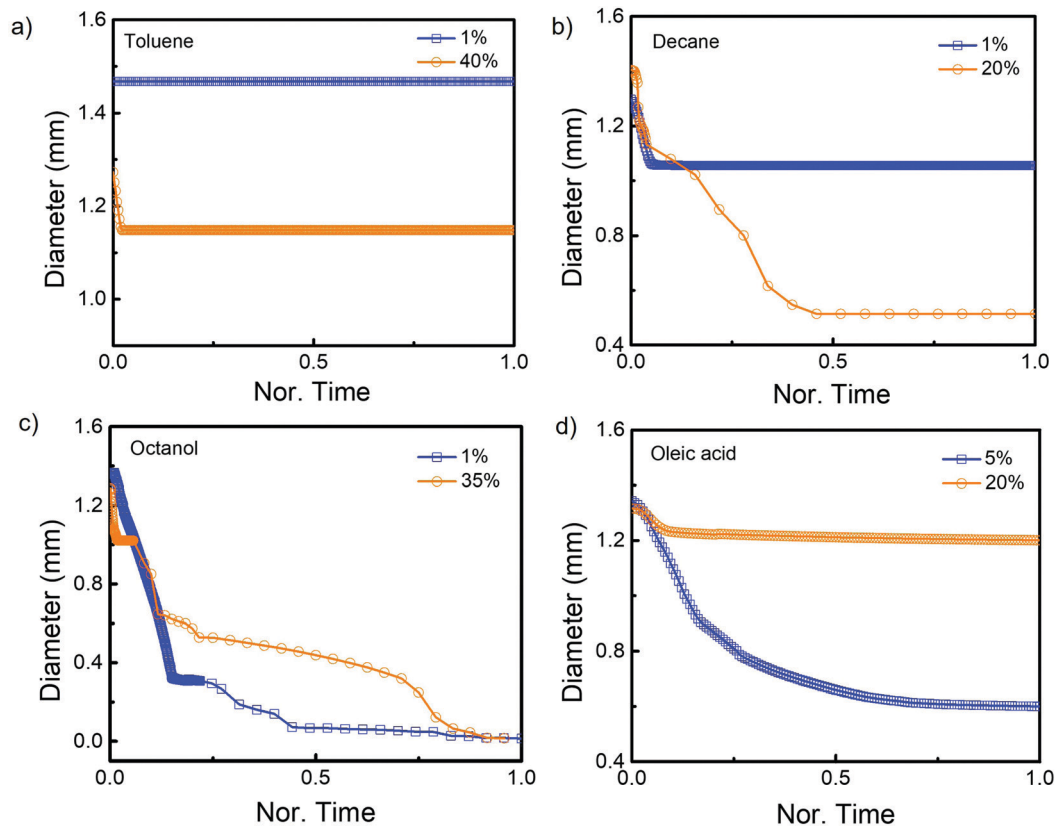 a)
Toluene
1%
40%
1.6
1.4
1.2
1.0
Diameter (mm)
0.0
0.5
1.0
Nor. Time
b)
Decane
1%
20%
1.6
1.2
0.8
0.4
Diameter (mm)
0.0
0.5
1.0
Nor. Time
c)
Octanol
1%
35%
1.6
1.2
0.8
0.4
0.0
Diameter (mm)
0.0
0.5
1.0
Nor. Time
d)
Oleic acid
5%
20%
1.6
1.2
0.8
0.4
Diameter (mm)
0.0
0.5
1.0
Nor. Time